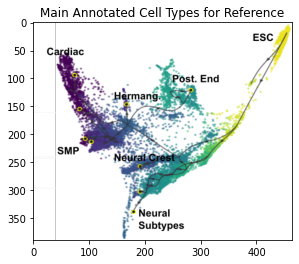 Main Annotated Cell Types for Reference
0
50
100
150
200
250
300
350
0
100
200
300
400
ESC
Cardiac
Post. End
Hermang.
SMP
Neural Crest
Neural
Subtypes